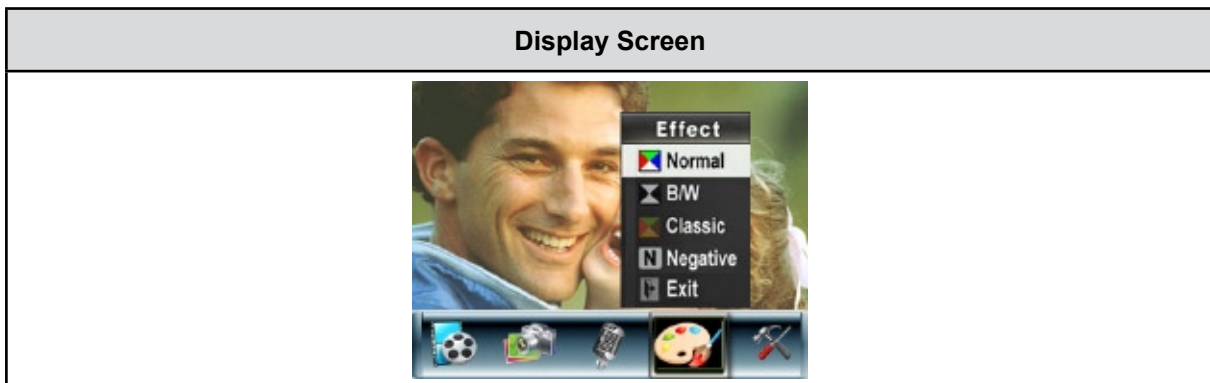 Display Screen
Effect
Normal
B/W
Classic
N Negative
Exit